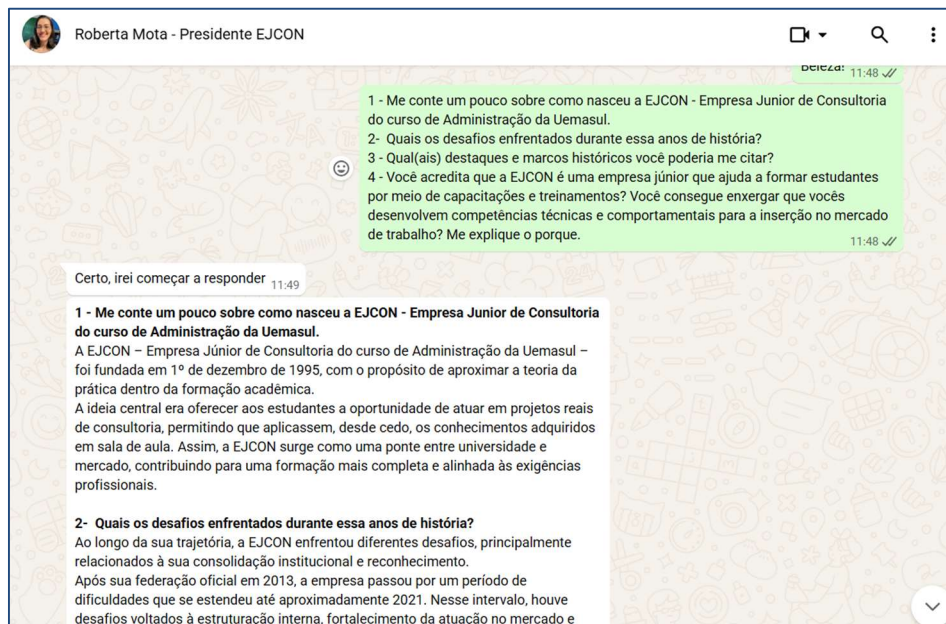 Roberta Mota - Presidente EJCON
Beleza! 11:48
1 - Me conte um pouco sobre como nasceu a EJCON - Empresa Junior de Consultoria
do curso de Administração da Uemasul.
2- Quais os desafios enfrentados durante essa anos de história?
3 - Qual(ais) destaques e marcos históricos você poderia me citar?
4 - Você acredita que a EJCON é uma empresa júnior que ajuda a formar estudantes
por meio de capacitações e treinamentos? Você consegue enxergar que vocês
desenvolvem competências técnicas e comportamentais para a inserção no mercado
de trabalho? Me explique o porque.
11:48
Certo, irei começar a responder 11:49
1 - Me conte um pouco sobre como nasceu a EJCON - Empresa Junior de Consultoria
do curso de Administração da Uemasul.
A EJCON – Empresa Júnior de Consultoria do curso de Administração da Uemasul –
foi fundada em 1º de dezembro de 1995, com o propósito de aproximar a teoria da
prática dentro da formação acadêmica.
A ideia central era oferecer aos estudantes a oportunidade de atuar em projetos reais
de consultoria, permitindo que aplicassem, desde cedo, os conhecimentos adquiridos
em sala de aula. Assim, a EJCON surge como uma ponte entre universidade e
mercado, contribuindo para uma formação mais completa e alinhada às exigências
profissionais.
2- Quais os desafios enfrentados durante essa anos de história?
Ao longo da sua trajetória, a EJCON enfrentou diferentes desafios, principalmente
relacionados à sua consolidação institucional e reconhecimento.
Após sua federação oficial em 2013, a empresa passou por um período de
dificuldades que se estendeu até aproximadamente 2021. Nesse intervalo, houve
desafios voltados à estruturação interna, fortalecimento da atuação no mercado e